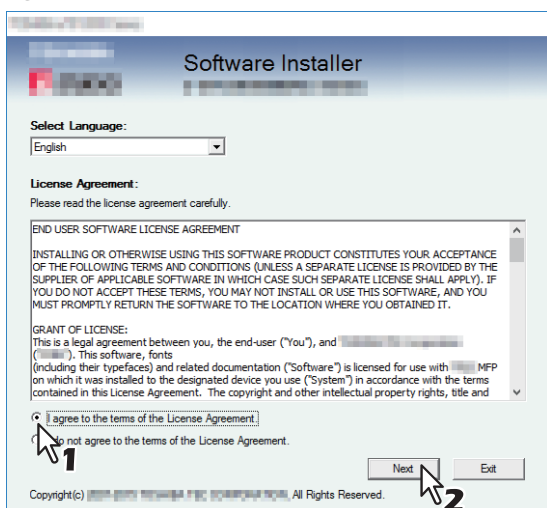 Software Installer
Select Language:
English
License Agreement:
Please read the license agreement carefully.
END USER SOFTWARE LICENSE AGREEMENT
INSTALLING OR OTHERWISE USING THIS SOFTWARE PRODUCT CONSTITUTES YOUR ACCEPTANCE
OF THE FOLLOWING TERMS AND CONDITIONS (UNLESS A SEPARATE LICENSE IS PROVIDED BY THE
SUPPLIER OF APPLICABLE SOFTWARE IN WHICH CASE SUCH SEPARATE LICENSE SHALL APPLY). IF
YOU DO NOT ACCEPT THESE TERMS, YOU MAY NOT INSTALL OR USE THIS SOFTWARE, AND YOU
MUST PROMPTLY RETURN THE SOFTWARE TO THE LOCATION WHERE YOU OBTAINED IT.
GRANT OF LICENSE:
This is a legal agreement between you, the end-user ("You"), and
(" "). This software, fonts
(including their typefaces) and related documentation ("Software") is licensed for use with MFP
on which it was installed to the designated device you use ("System") in accordance with the terms
contained in this License Agreement. The copyright and other intellectual property rights, title and
I agree to the terms of the License Agreement.
do not agree to the terms of the License Agreement.
1
Next Exit
2
Copyright(c) All Rights Reserved.